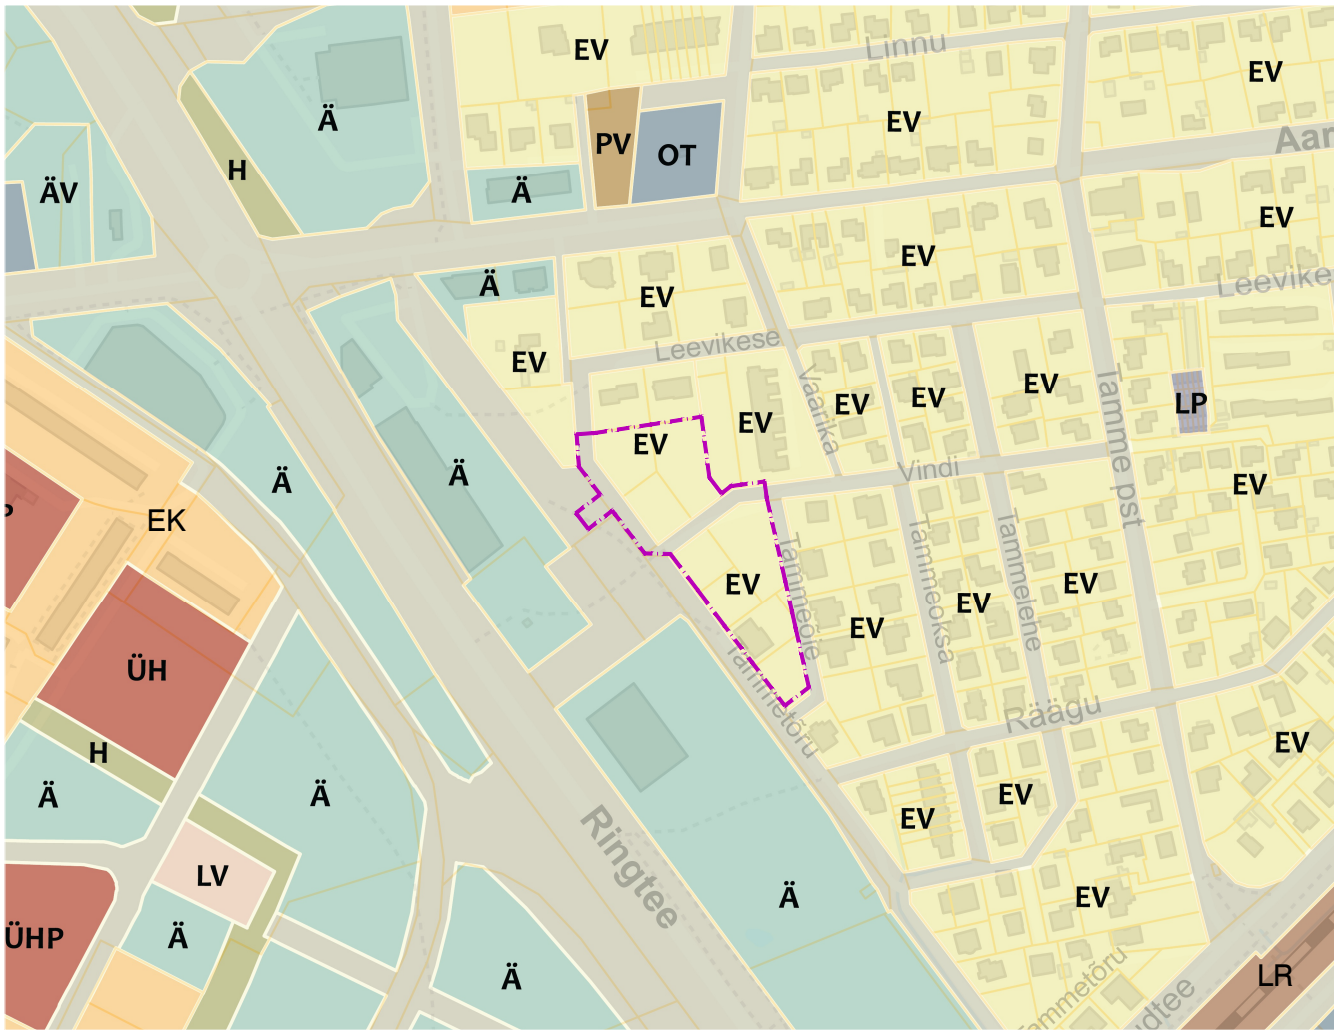 Linnu
EV
EV
Ä
EV
Aar
PV
OT
H
ÄV
Ä
EV
EV
Leevike
Ä
EV
Leevikese
EV
Vaarika
EV
EV
EV
Tamme pst
LP
EV
EV
Vindi
EV
Ä
Ä
EK
Tammeõie
Tammeoksa
Tammelehe
EV
EV
EV
EV
ÜH
Tammetõru
Räägu
EV
H
Ä
Ä
EV
EV
Ringtee
LV
Ä
EV
ÜHP
Ä
Ä
LR
Tammetõru